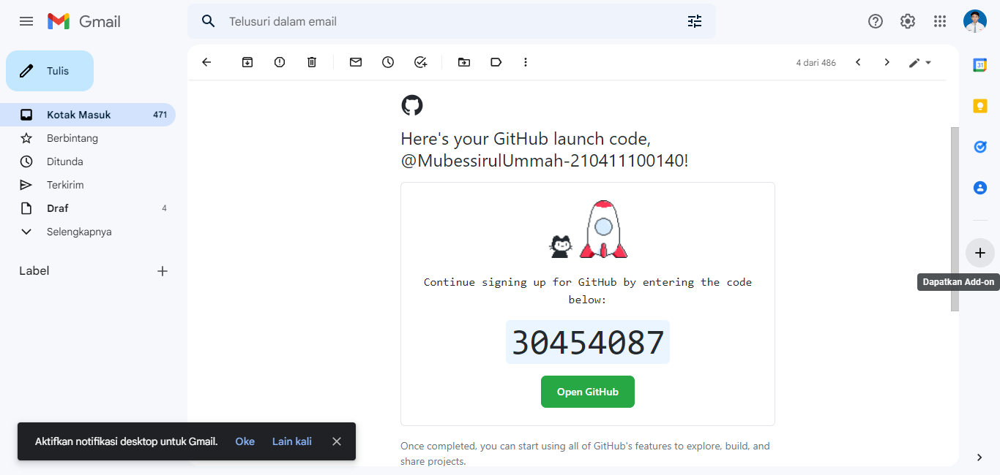 Gmail
Telusuri dalam email
Tulis
4 dari 486
31
Kotak Masuk 471
Berbintang
Ditunda
Terkirim
Draf 4
Selengkapnya
Label
Here's your GitHub launch code,
@MubessirulUmmah-210411100140!
Continue signing up for GitHub by entering the code
below:
30454087
Open GitHub
Once completed, you can start using all of GitHub's features to explore, build, and
share projects.
Dapatkan Add-on
Aktifkan notifikasi desktop untuk Gmail. Oke Lain kali